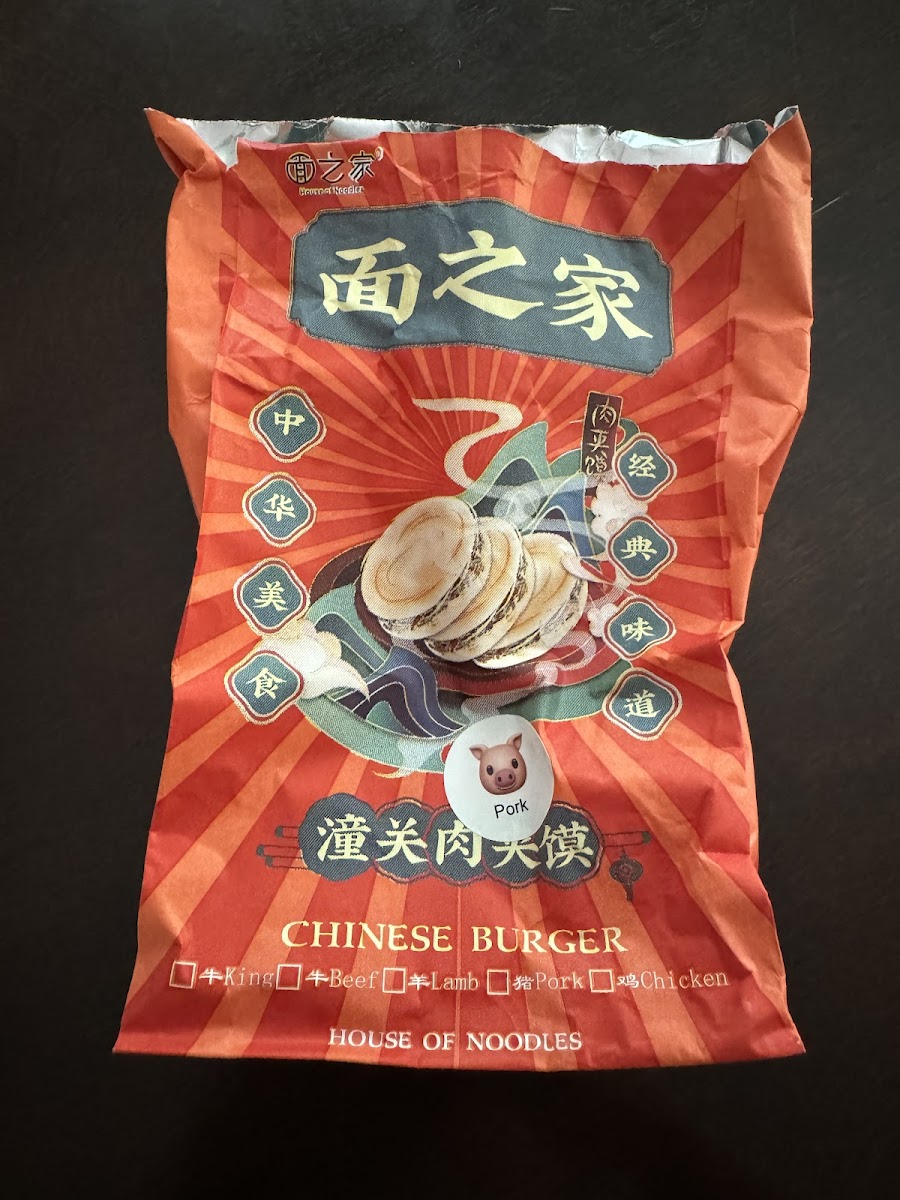 面之家
House of Noodles
面之家
中华美食
肉夹馍
经典味道
Pork
潼关肉夹馍
CHINESE BURGER
牛King 牛Beef 羊Lamb 猪Pork 鸡Chicken
HOUSE OF NOODLES